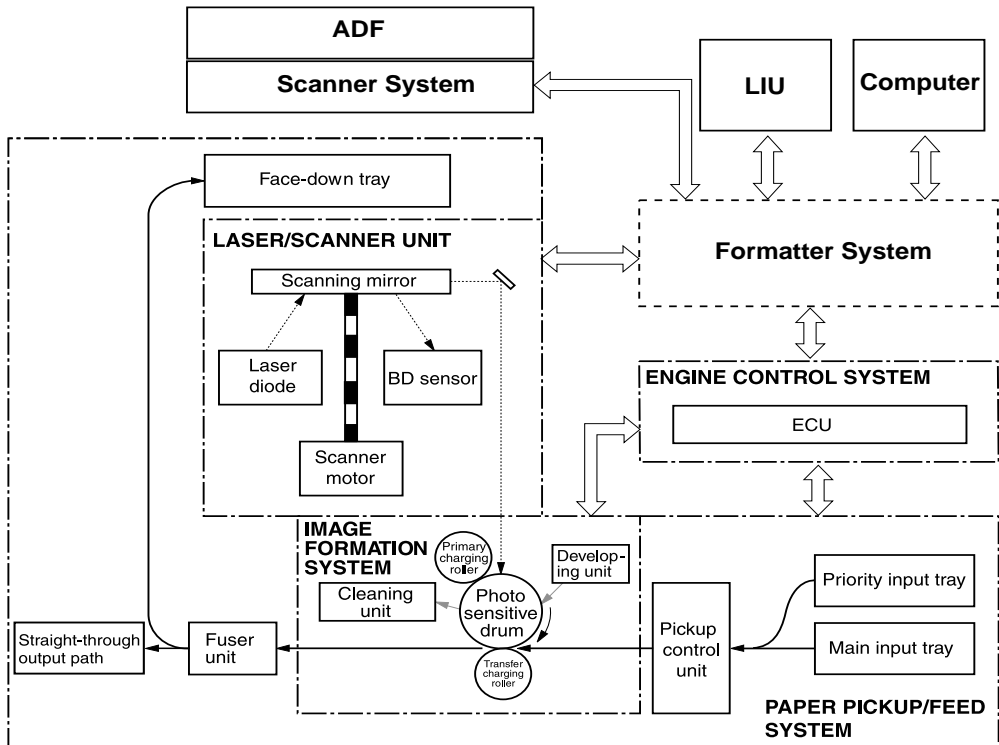 ADF
Scanner System
LIU
Computer
Face-down tray
Formatter System
LASER/SCANNER UNIT
Scanning mirror
Laser
diode
BD sensor
Scanner
motor
ENGINE CONTROL SYSTEM
ECU
IMAGE
FORMATION
SYSTEM
Primary
charging
roller
Develop-
ing unit
Cleaning
unit
Photo
sensitive
drum
Transfer
charging
roller
Priority input tray
Main input tray
Pickup
control
unit
Straight-through
output path
Fuser
unit
PAPER PICKUP/FEED
SYSTEM